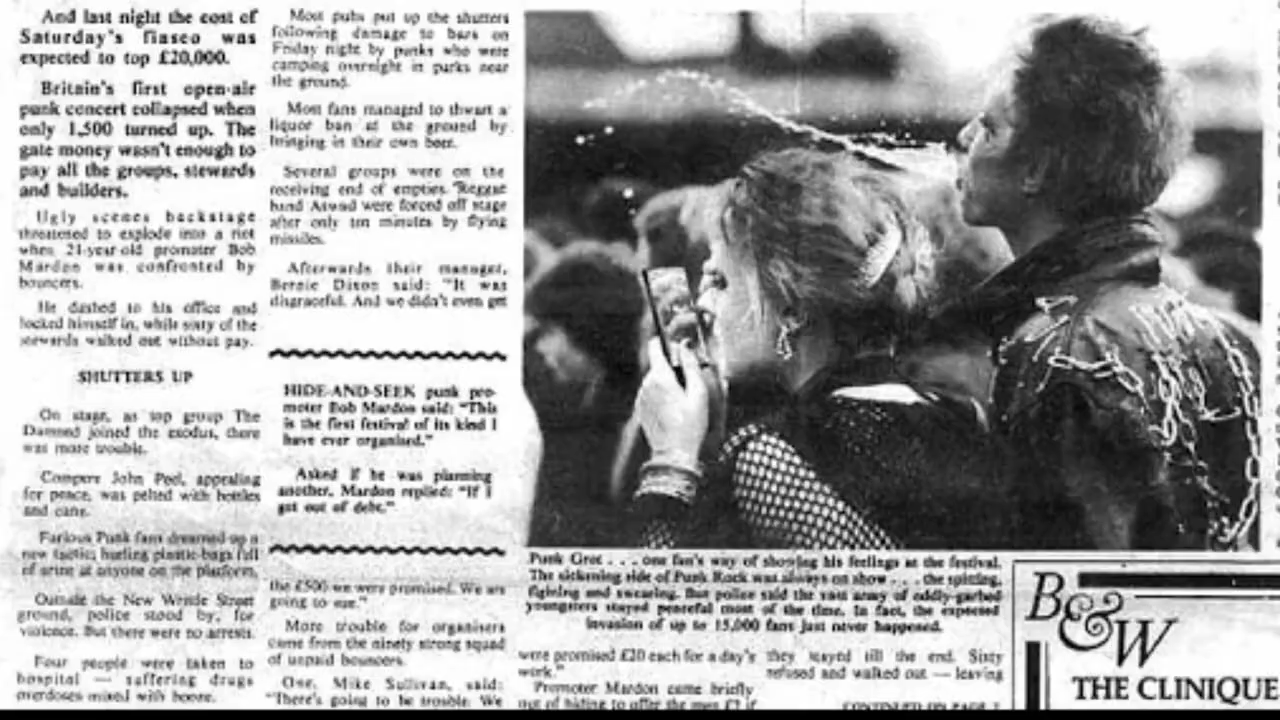 And last night the cost of
Saturday's fiasco was
expected to top £20,000.
Britain's first open-air
punk concert collapsed when
only 1,500 turned up. The
gate money wasn't enough to
pay all the groups, stewards
and builders.
Ugly scenes backstage
threatened to explode into a riot
when 21-year-old promoter Bob
Mardon was confronted by
bouncers.
He dashed to his office and
locked himself in, while sixty of the
stewards walked out without pay.
SHUTTERS UP
On stage, as top group The
Damned joined the exodus, there
was more trouble.
Compere John Peel, appealing
for peace, was pelted with bottles
and cans.
Furious Punk fans dreamed up a
new tactic: hurling plastic-bags full
of urine at anyone on the platform.
Outside the New Writtle Street
ground, police stood by, for
violence. But there were no arrests.
Four people were taken to
hospital — suffering drugs
overdoses mixed with booze.
Most pubs put up the shutters
following damage to bars on
Friday night by punks who were
camping overnight in parks near
the ground.
Most fans managed to thwart a
liquor ban at the ground by
bringing in their own beer.
Several groups were on the
receiving end of empties. Reggae
band Aswad were forced off stage
after only ten minutes by flying
missiles.
Afterwards their manager,
Bernie Dixon said: "It was
disgraceful. And we didn't even get
HIDE-AND-SEEK punk pro-
moter Bob Mardon said: "This
is the first festival of its kind I
have ever organised."
Asked if he was planning
another, Mardon replied: "If I
get out of debt."
the £500 we were promised. We are
going to sue."
More trouble for organisers
came from the ninety strong squad
of unpaid bouncers.
One, Mike Sullivan, said:
"There's going to be trouble. We
Punk Grot . . . one fan's way of showing his feelings at the festival.
The sickening side of Punk Rock was always on show . . . the spitting,
fighting and swearing. But police said the vast army of oddly-garbed
youngsters stayed peaceful most of the time. In fact, the expected
invasion of up to 15,000 fans just never happened.
were promised £20 each for a day's
work."
Promoter Mardon came briefly
out of hiding to offer the men £2 if
they stayed till the end. Sixty
refused and walked out — leaving
CONTINUED ON PAGE
B&W
THE CLINIQUE